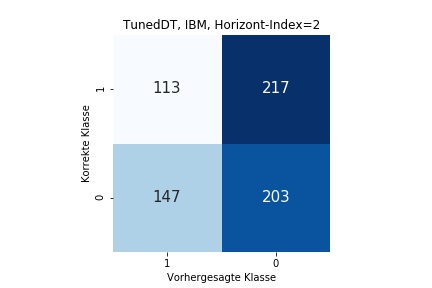 TunedDT, IBM, Horizont-Index=2
Korrekte Klasse
1
113
217
0
147
203
1
0
Vorhergesagte Klasse